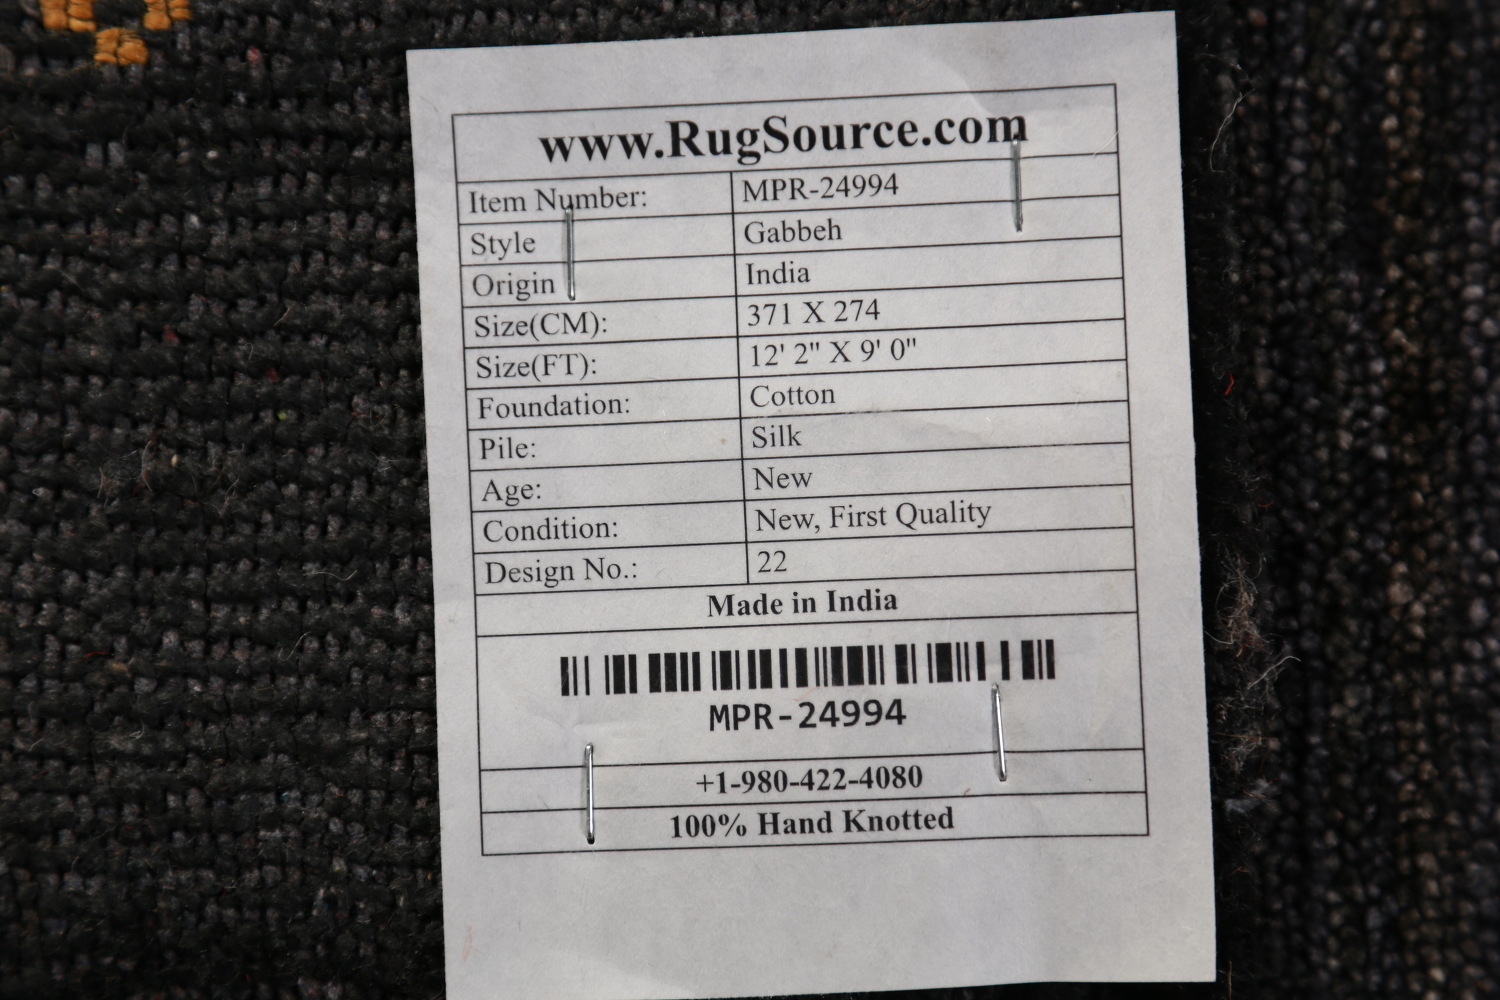 www.RugSource.com
Item Number: MPR-24994
Style Gabbeh
Origin India
Size(CM): 371 X 274
Size(FT): 12' 2" X 9' 0"
Foundation: Cotton
Pile: Silk
Age: New
Condition: New, First Quality
Design No.: 22
Made in India
MPR-24994
+1-980-422-4080
100% Hand Knotted